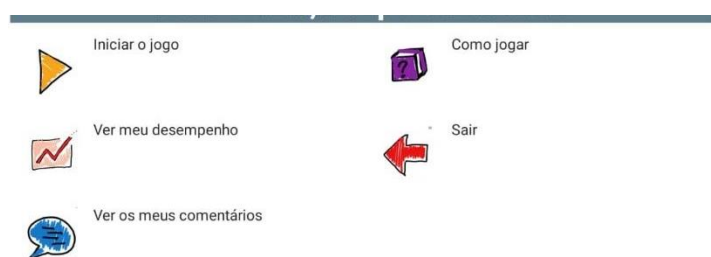 Iniciar o jogo
Como jogar
?
Ver meu desempenho
Sair
Ver os meus comentários